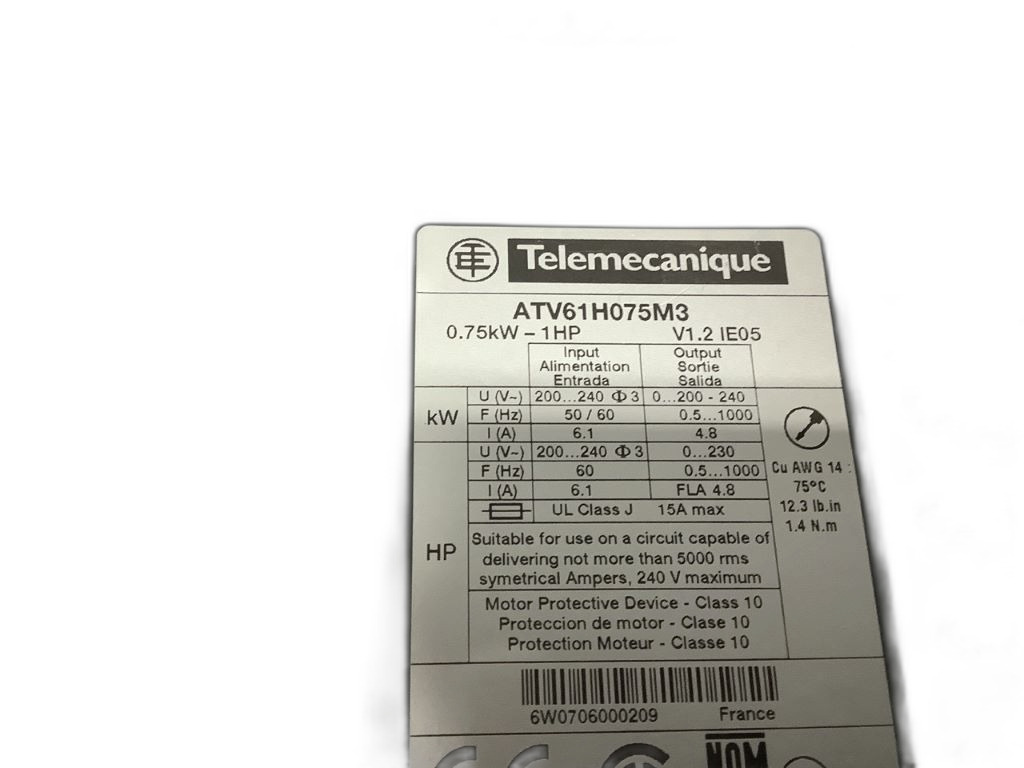 Telemecanique
ATV61H075M3
0.75kW – 1HP V1.2 IE05
Input Output
Alimentation Sortie
Entrada Salida
kW
U (V~) 200...240 Φ 3 0...200 - 240
F (Hz) 50 / 60 0.5...1000
I (A) 6.1 4.8
HP
U (V~) 200...240 Φ 3 0...230
F (Hz) 60 0.5...1000
I (A) 6.1 FLA 4.8
UL Class J 15A max
Suitable for use on a circuit capable of
delivering not more than 5000 rms
symetrical Ampers, 240 V maximum
Motor Protective Device - Class 10
Proteccion de motor - Clase 10
Protection Moteur - Classe 10
Cu AWG 14 :
75°C
12.3 lb.in
1.4 N.m
6W0706000209 France
NOM